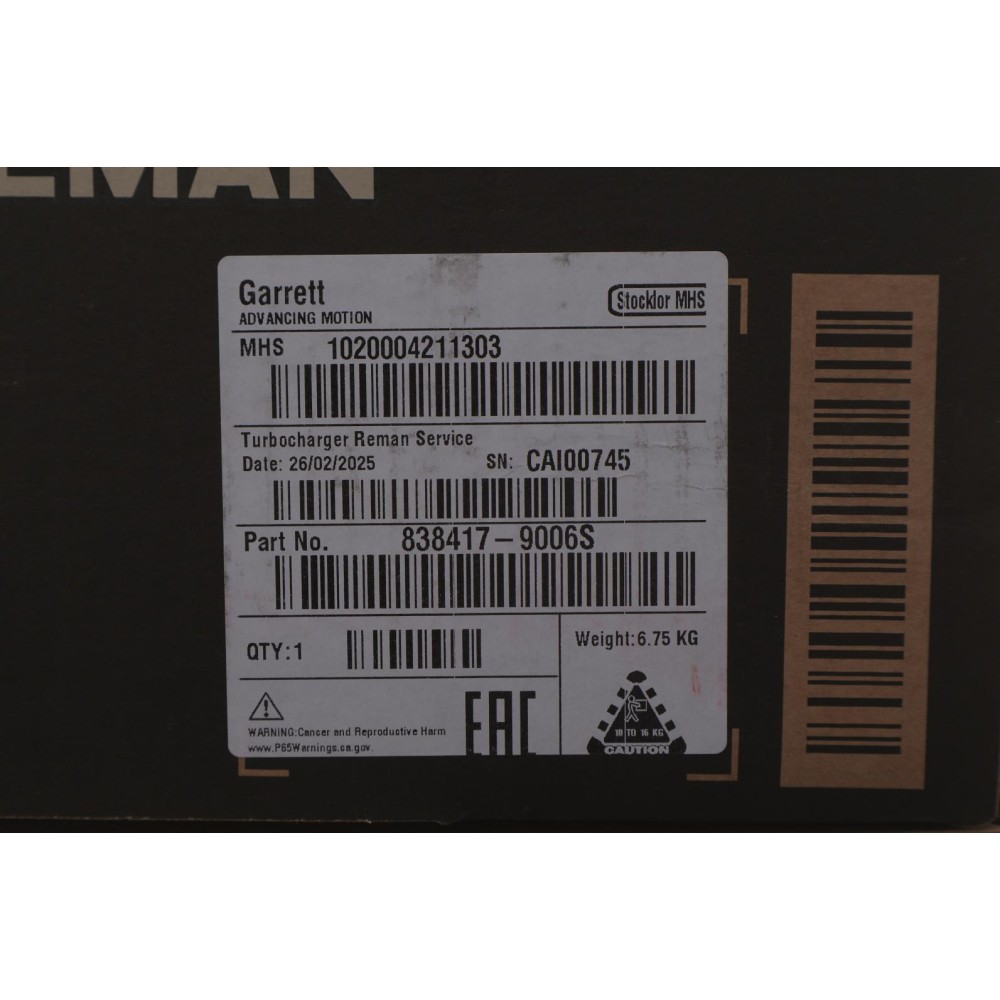 EMAN
Garrett
ADVANCING MOTION
Stocklor MHS
MHS 1020004211303
Turbocharger Reman Service
Date: 26/02/2025 SN: CAI00745
Part No. 838417-9006S
QTY:1
Weight:6.75 KG
WARNING:Cancer and Reproductive Harm
www.P65Warnings.ca.gov.
EAC
10 TO 16 KG
CAUTION